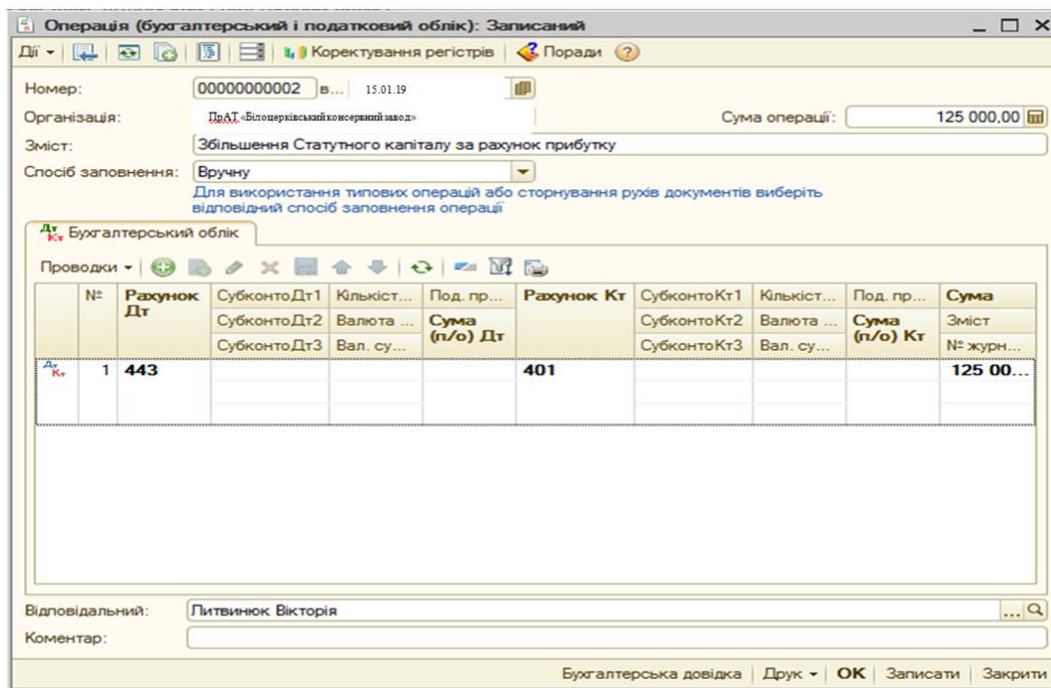 Операція (бухгалтерський і податковий облік): Записаний
Дії Коректування регістрів Поради
Номер: 00000000002 в... 15.01.19
Організація: ПрАТ «Білоцерківський консервний завод» Сума операції: 125 000,00
Зміст: Збільшення Статутного капіталу за рахунок прибутку
Спосіб заповнення: Вручну
Для використання типових операцій або сторнування рухів документів виберіть
відповідний спосіб заповнення операції
Дт Кт Бухгалтерський облік
Проводки
№ Рахунок Дт СубконтоДт1 Кількіст... Под. пр... Рахунок Кт СубконтоКт1 Кількіст... Под. пр... Сума
СубконтоДт2 Валюта ... Сума (п/о) Дт СубконтоКт2 Валюта ... Сума (п/о) Кт Зміст
СубконтоДт3 Вал. су... СубконтоКт3 Вал. су... № журн...
Дт Кт 1 443 401 125 00...
Відповідальний: Литвинюк Вікторія ...
Коментар:
Бухгалтерська довідка Друк OK Записати Закрити